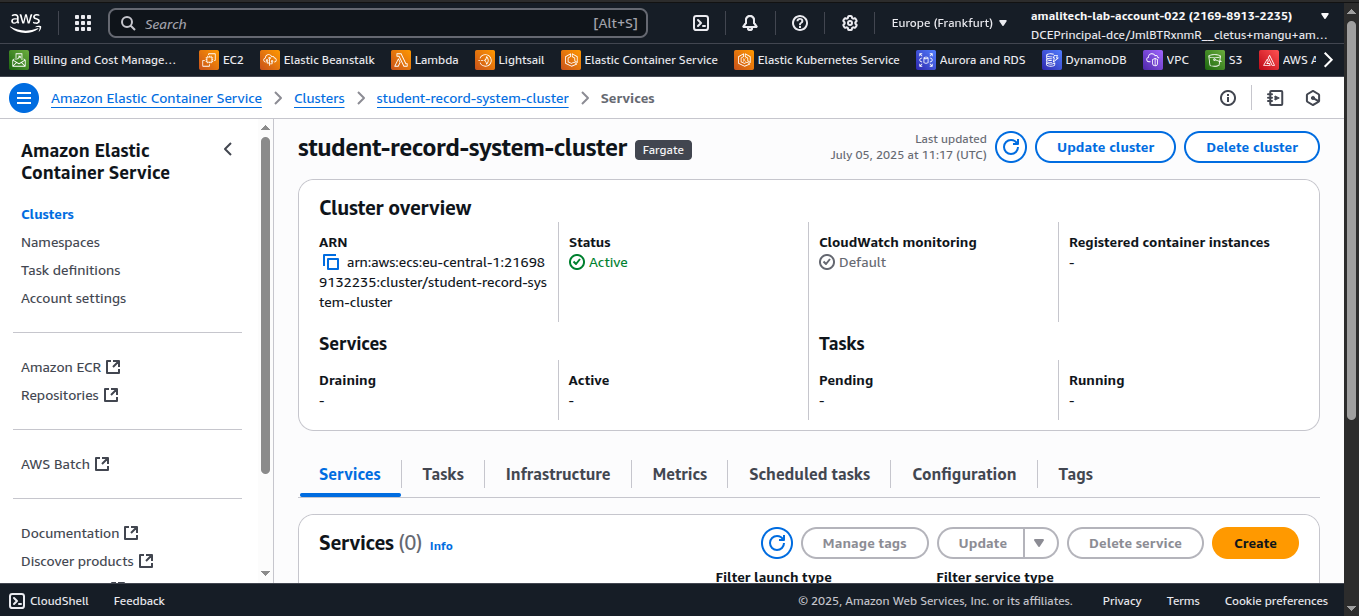 aws
Search
[Alt+S]
Europe (Frankfurt)
amalitech-lab-account-022 (2169-8913-2235)
DCEPrincipal-dce/JmlBTRxnmR__cletus+mangu+am...
Billing and Cost Manage...
EC2
Elastic Beanstalk
Lambda
Lightsail
Elastic Container Service
Elastic Kubernetes Service
Aurora and RDS
DynamoDB
VPC
S3
AWS A
Amazon Elastic Container Service > Clusters > student-record-system-cluster > Services
Amazon Elastic
Container Service
Clusters
Namespaces
Task definitions
Account settings
Amazon ECR
Repositories
AWS Batch
Documentation
Discover products
student-record-system-cluster
Fargate
Last updated
July 05, 2025 at 11:17 (UTC)
Update cluster
Delete cluster
Cluster overview
ARN
arn:aws:ecs:eu-central-1:21698
9132235:cluster/student-record-sys
tem-cluster
Status
Active
CloudWatch monitoring
Default
Registered container instances
-
Services
Draining
-
Active
-
Tasks
Pending
-
Running
-
Services
Tasks
Infrastructure
Metrics
Scheduled tasks
Configuration
Tags
Services (0) Info
Manage tags
Update
Delete service
Create
Filter launch type
Filter service type
CloudShell
Feedback
© 2025, Amazon Web Services, Inc. or its affiliates.
Privacy
Terms
Cookie preferences